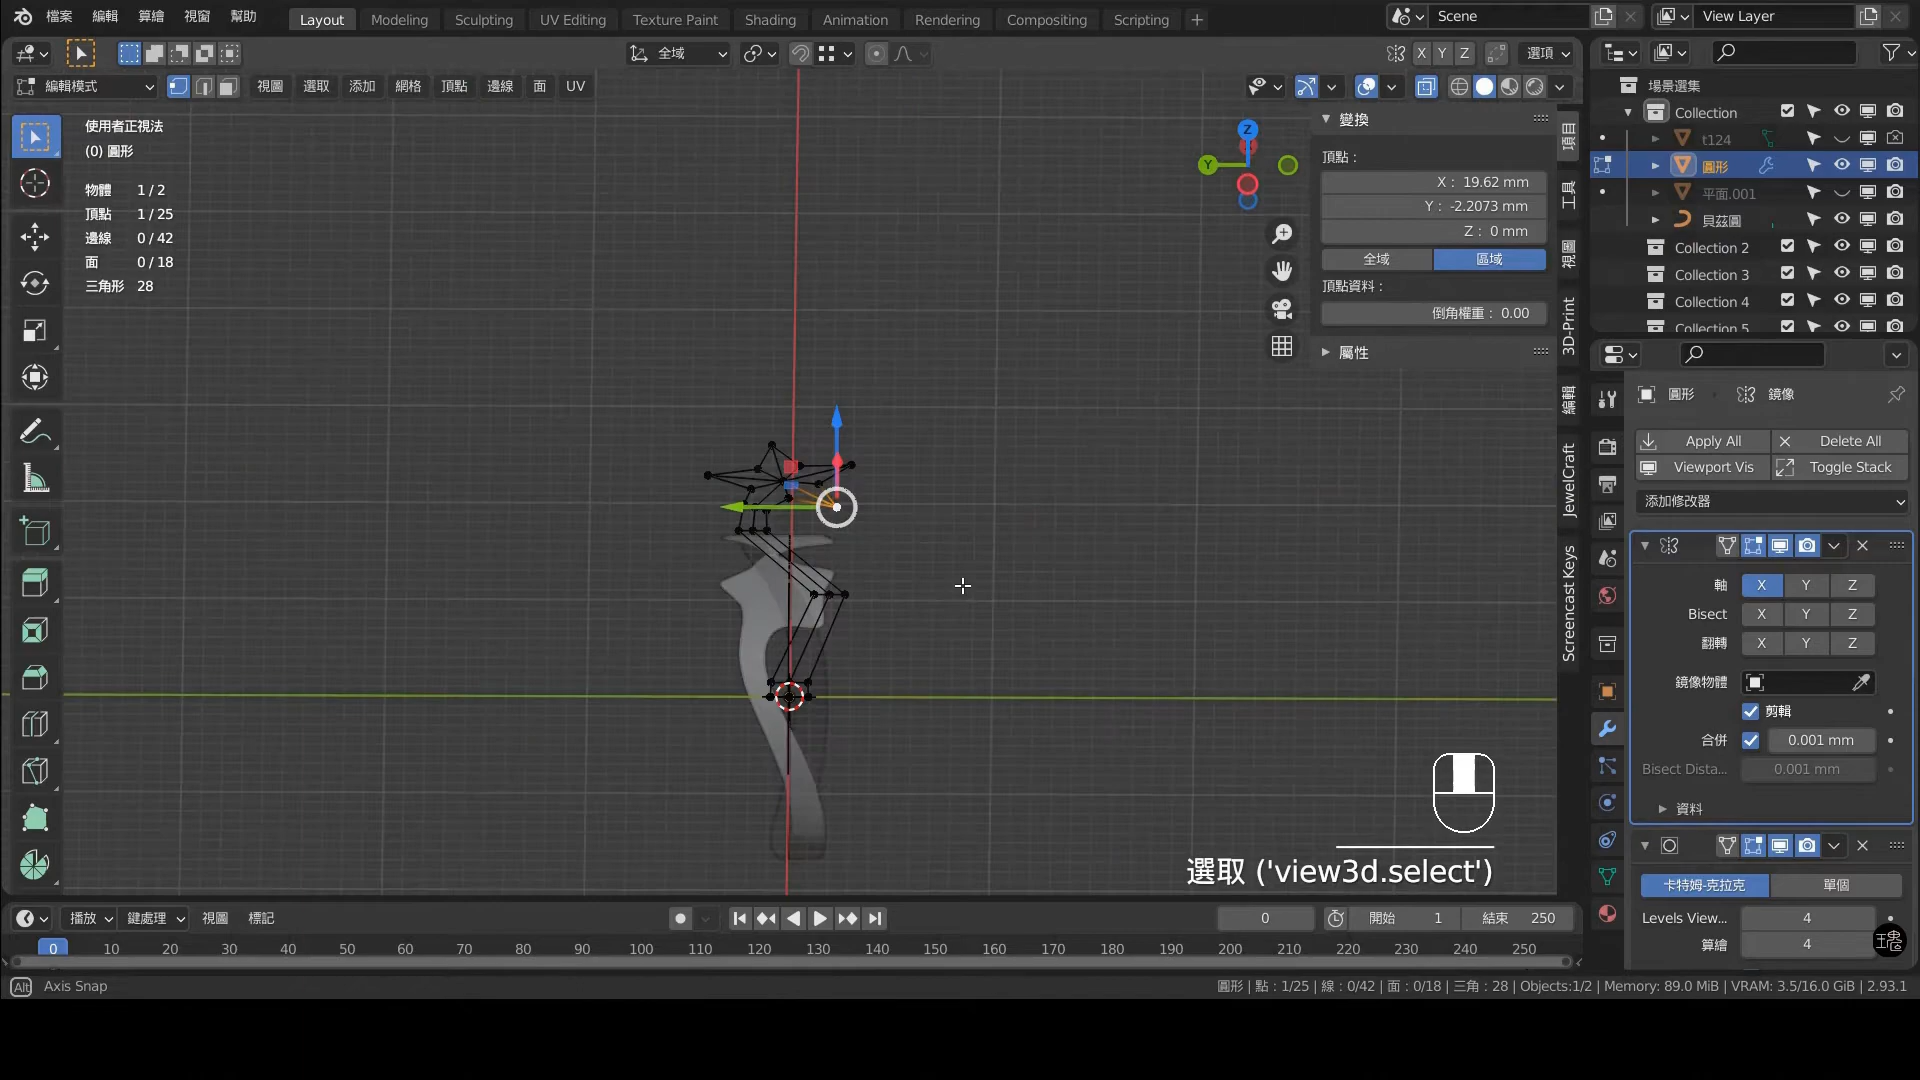 檔案 編輯 算繪 視窗 幫助 Layout Modeling Sculpting UV Editing Texture Paint Shading Animation Rendering Compositing Scripting + Scene View Layer
全域 X Y Z 選項
編輯模式 視圖 選取 添加 網格 頂點 邊線 面 UV
使用者正視法
(0) 圓形
物體 1 / 2
頂點 1 / 25
邊線 0 / 42
面 0 / 18
三角形 28
Z
Y
變換
頂點：
X： 19.62 mm
Y： -2.2073 mm
Z： 0 mm
全域 區域
頂點資料：
倒角權重： 0.00
屬性
項目
工具
視圖
3D-Print
編輯
JewelCraft
Screencast Keys
場景選集
Collection
t124
圓形
平面.001
貝茲圓
Collection 2
Collection 3
Collection 4
Collection 5
圓形 鏡像
Apply All Delete All
Viewport Vis Toggle Stack
添加修改器
軸 X Y Z
Bisect X Y Z
翻轉 X Y Z
鏡像物體
剪輯
合併 0.001 mm
Bisect Dista... 0.001 mm
資料
卡特姆-克拉克 單個
Levels View... 4
算繪 4
選取 ('view3d.select')
播放 鍵處理 視圖 標記 0 開始 1 結束 250
0 10 20 30 40 50 60 70 80 90 100 110 120 130 140 150 160 170 180 190 200 210 220 230 240 250
Alt Axis Snap
圓形 | 點：1/25 | 線：0/42 | 面：0/18 | 三角：28 | Objects:1/2 | Memory: 89.0 MiB | VRAM: 3.5/16.0 GiB | 2.93.1